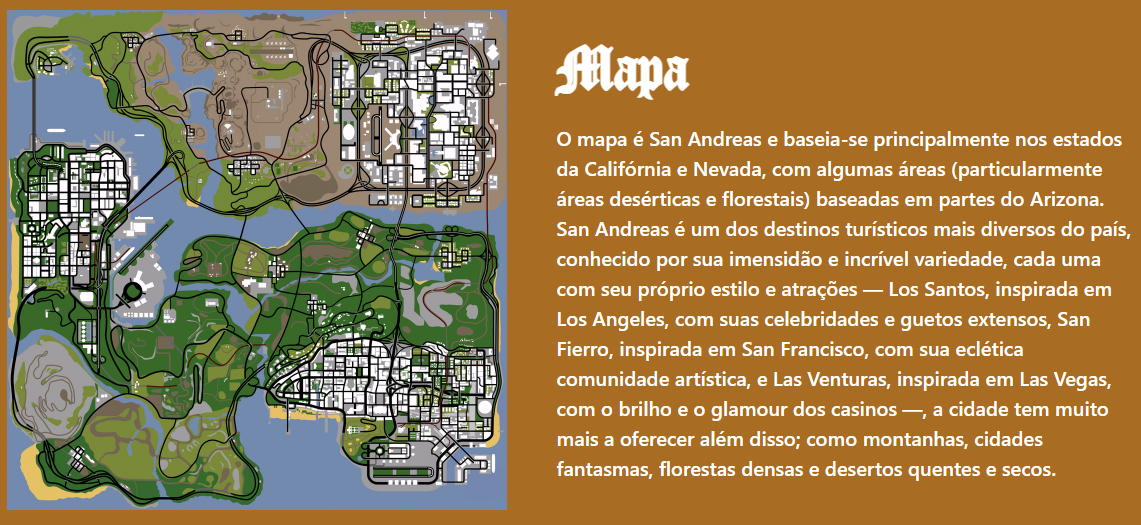 Mapa
O mapa é San Andreas e baseia-se principalmente nos estados
da Califórnia e Nevada, com algumas áreas (particularmente
áreas desérticas e florestais) baseadas em partes do Arizona.
San Andreas é um dos destinos turísticos mais diversos do país,
conhecido por sua imensidão e incrível variedade, cada uma
com seu próprio estilo e atrações — Los Santos, inspirada em
Los Angeles, com suas celebridades e guetos extensos, San
Fierro, inspirada em San Francisco, com sua eclética
comunidade artística, e Las Venturas, inspirada em Las Vegas,
com o brilho e o glamour dos casinos —, a cidade tem muito
mais a oferecer além disso; como montanhas, cidades
fantasmas, florestas densas e desertos quentes e secos.